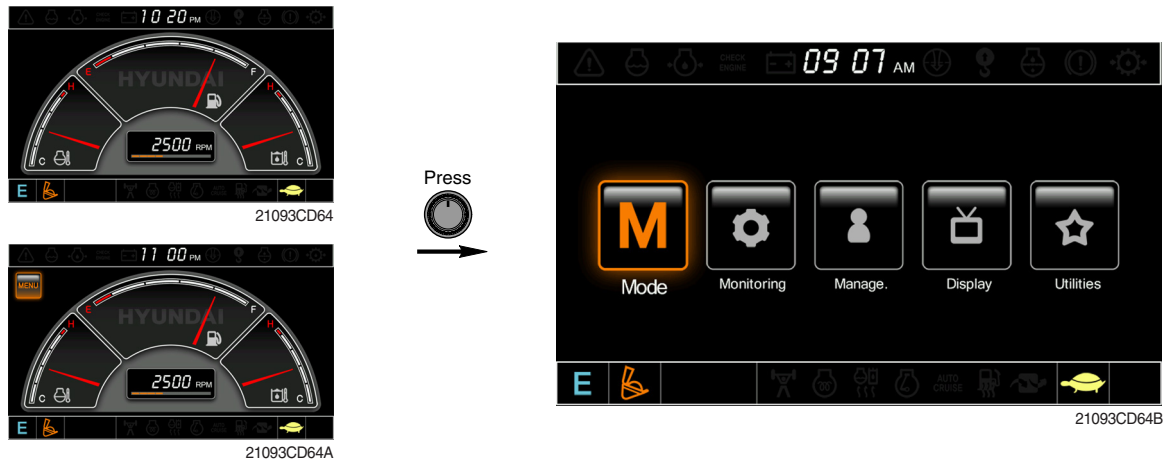 10 20 PM
E F
HYUNDAI
H H
2500 RPM
C C
E
21093CD64
11 00 PM
MENU
E F
HYUNDAI
H H
2500 RPM
C C
E
21093CD64A
Press
CHECK
ENGINE
09 07 AM
M
Mode Monitoring Manage. Display Utilities
E
AUTO
CRUISE
21093CD64B